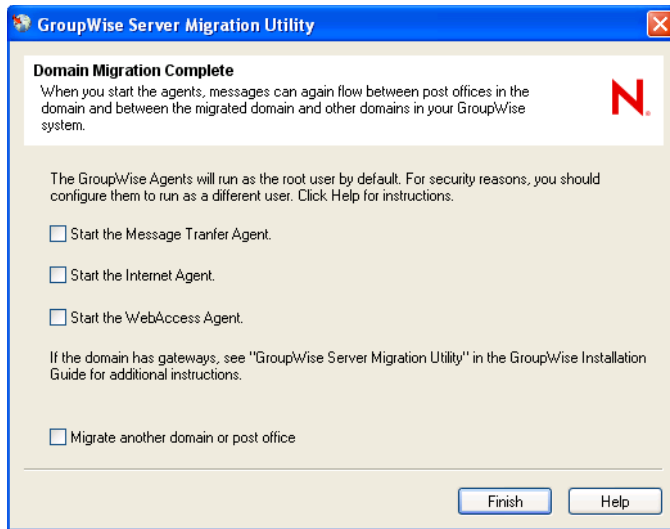 GroupWise Server Migration Utility
Domain Migration Complete
When you start the agents, messages can again flow between post offices in the
domain and between the migrated domain and other domains in your GroupWise
system.
N.
The GroupWise Agents will run as the root user by default. For security reasons, you should
configure them to run as a different user. Click Help for instructions.
Start the Message Tranfer Agent.
Start the Internet Agent.
Start the WebAccess Agent.
If the domain has gateways, see "GroupWise Server Migration Utility" in the GroupWise Installation
Guide for additional instructions.
Migrate another domain or post office
Finish
Help